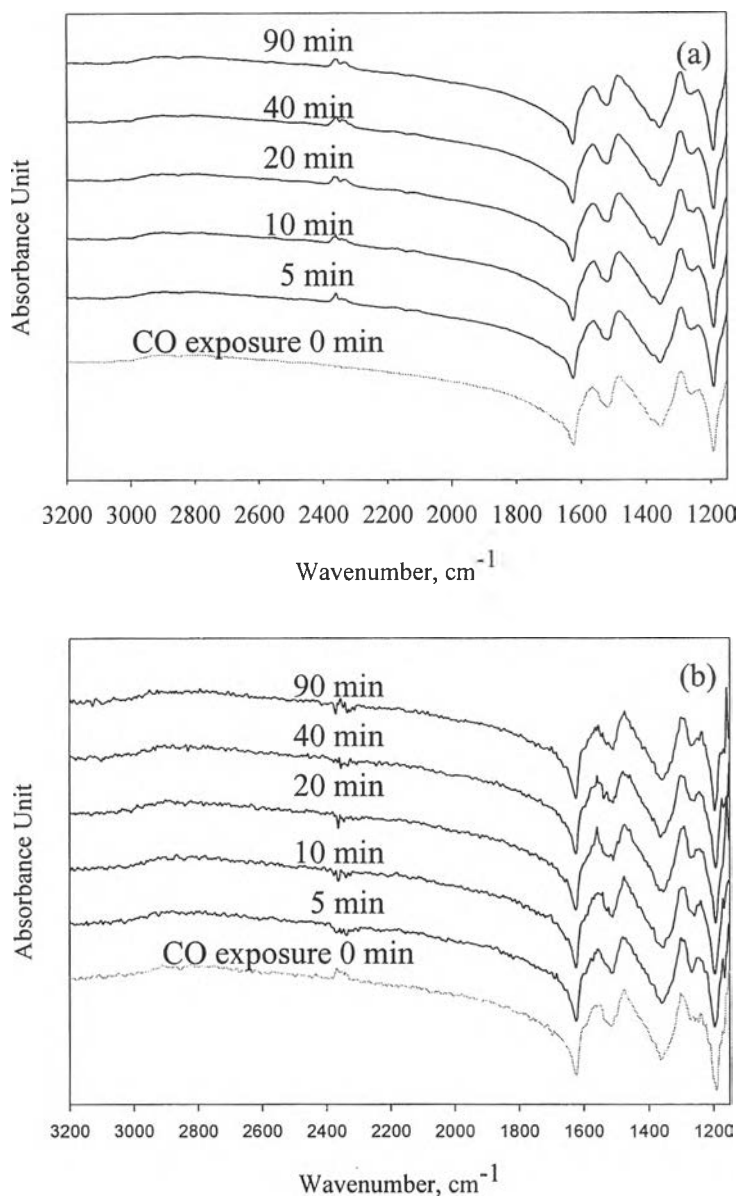 (a)
90 min
40 min
20 min
10 min
5 min
CO exposure 0 min
Absorbance Unit
3200 3000 2800 2600 2400 2200 2000 1800 1600 1400 1200
Wavenumber, cm-1
(b)
90 min
40 min
20 min
10 min
5 min
CO exposure 0 min
Absorbance Unit
3200 3000 2800 2600 2400 2200 2000 1800 1600 1400 1200
Wavenumber, cm-1